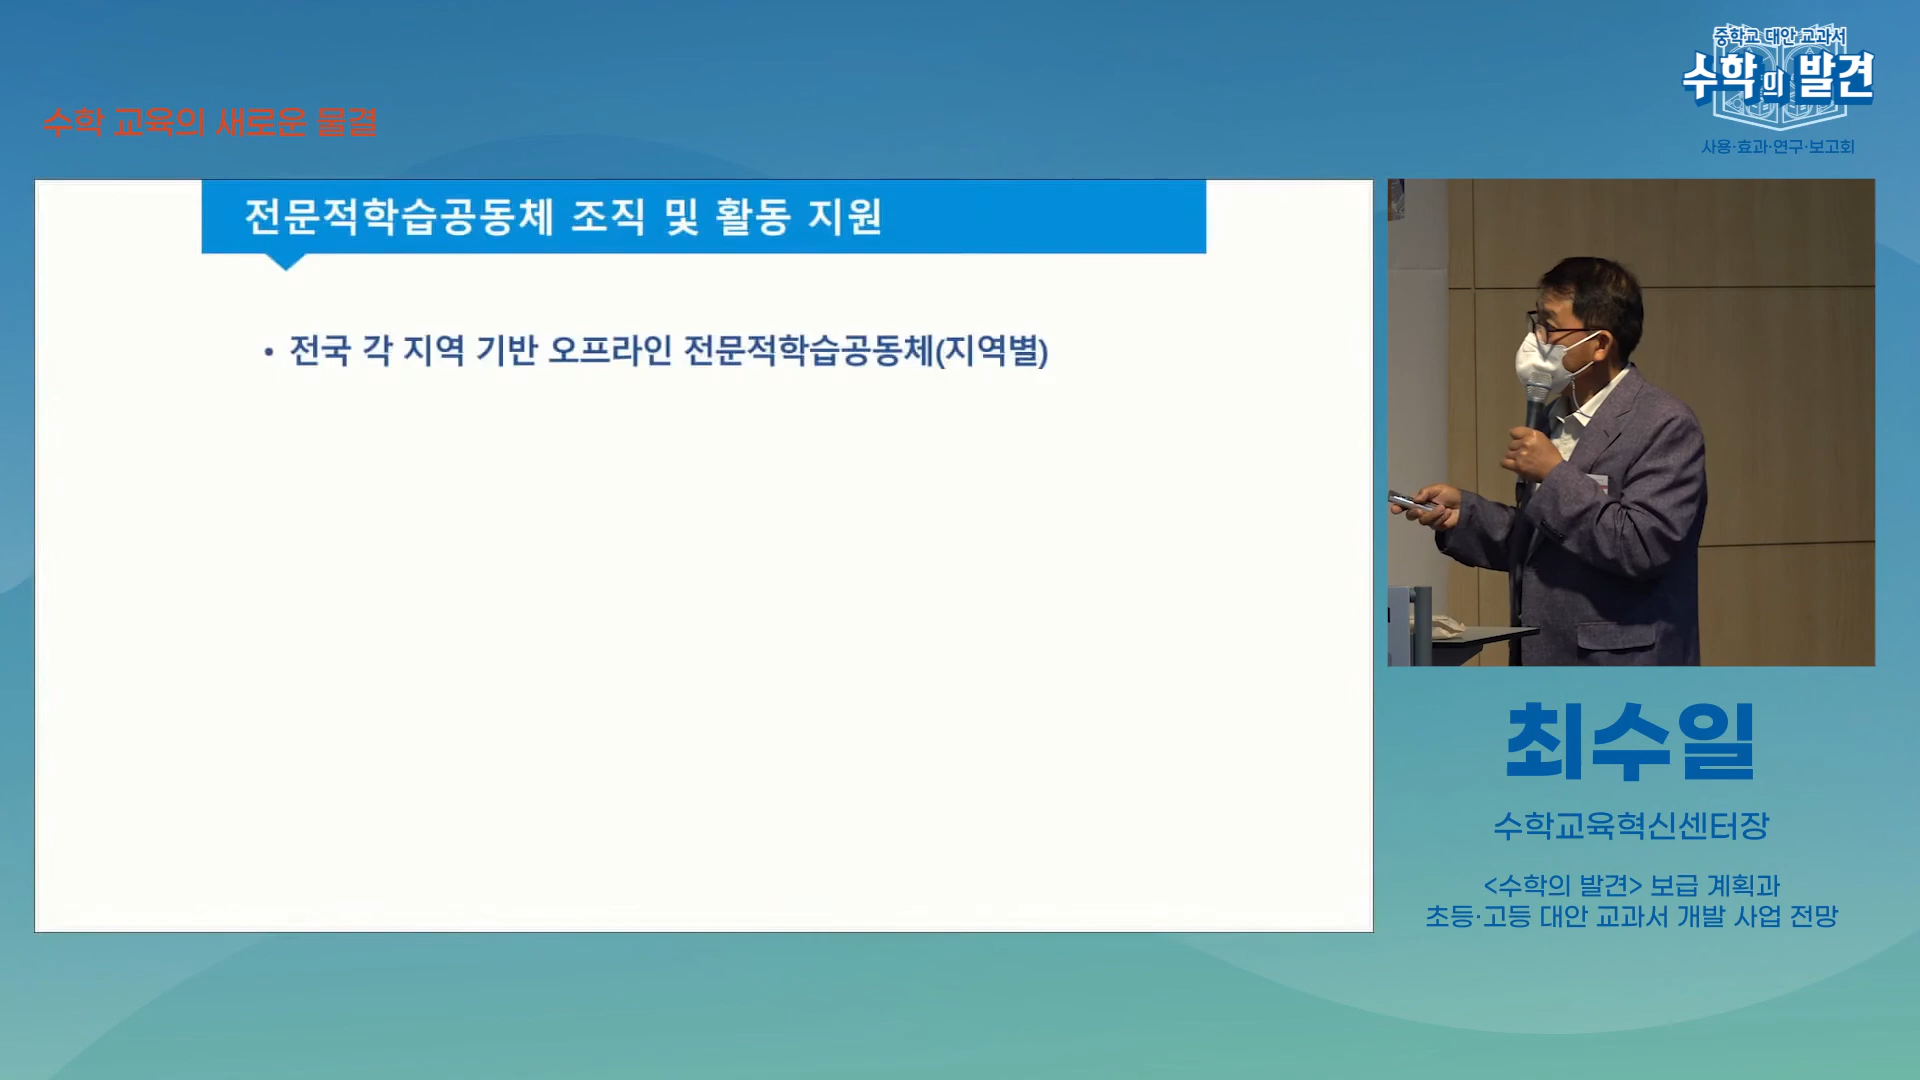 중학교 대안 교과서
수학의 발견
사용·효과·연구·보고회
수학 교육의 새로운 물결
전문적학습공동체 조직 및 활동 지원
• 전국 각 지역 기반 오프라인 전문적학습공동체(지역별)
최수일
수학교육혁신센터장
<수학의 발견> 보급 계획과
초등·고등 대안 교과서 개발 사업 전망